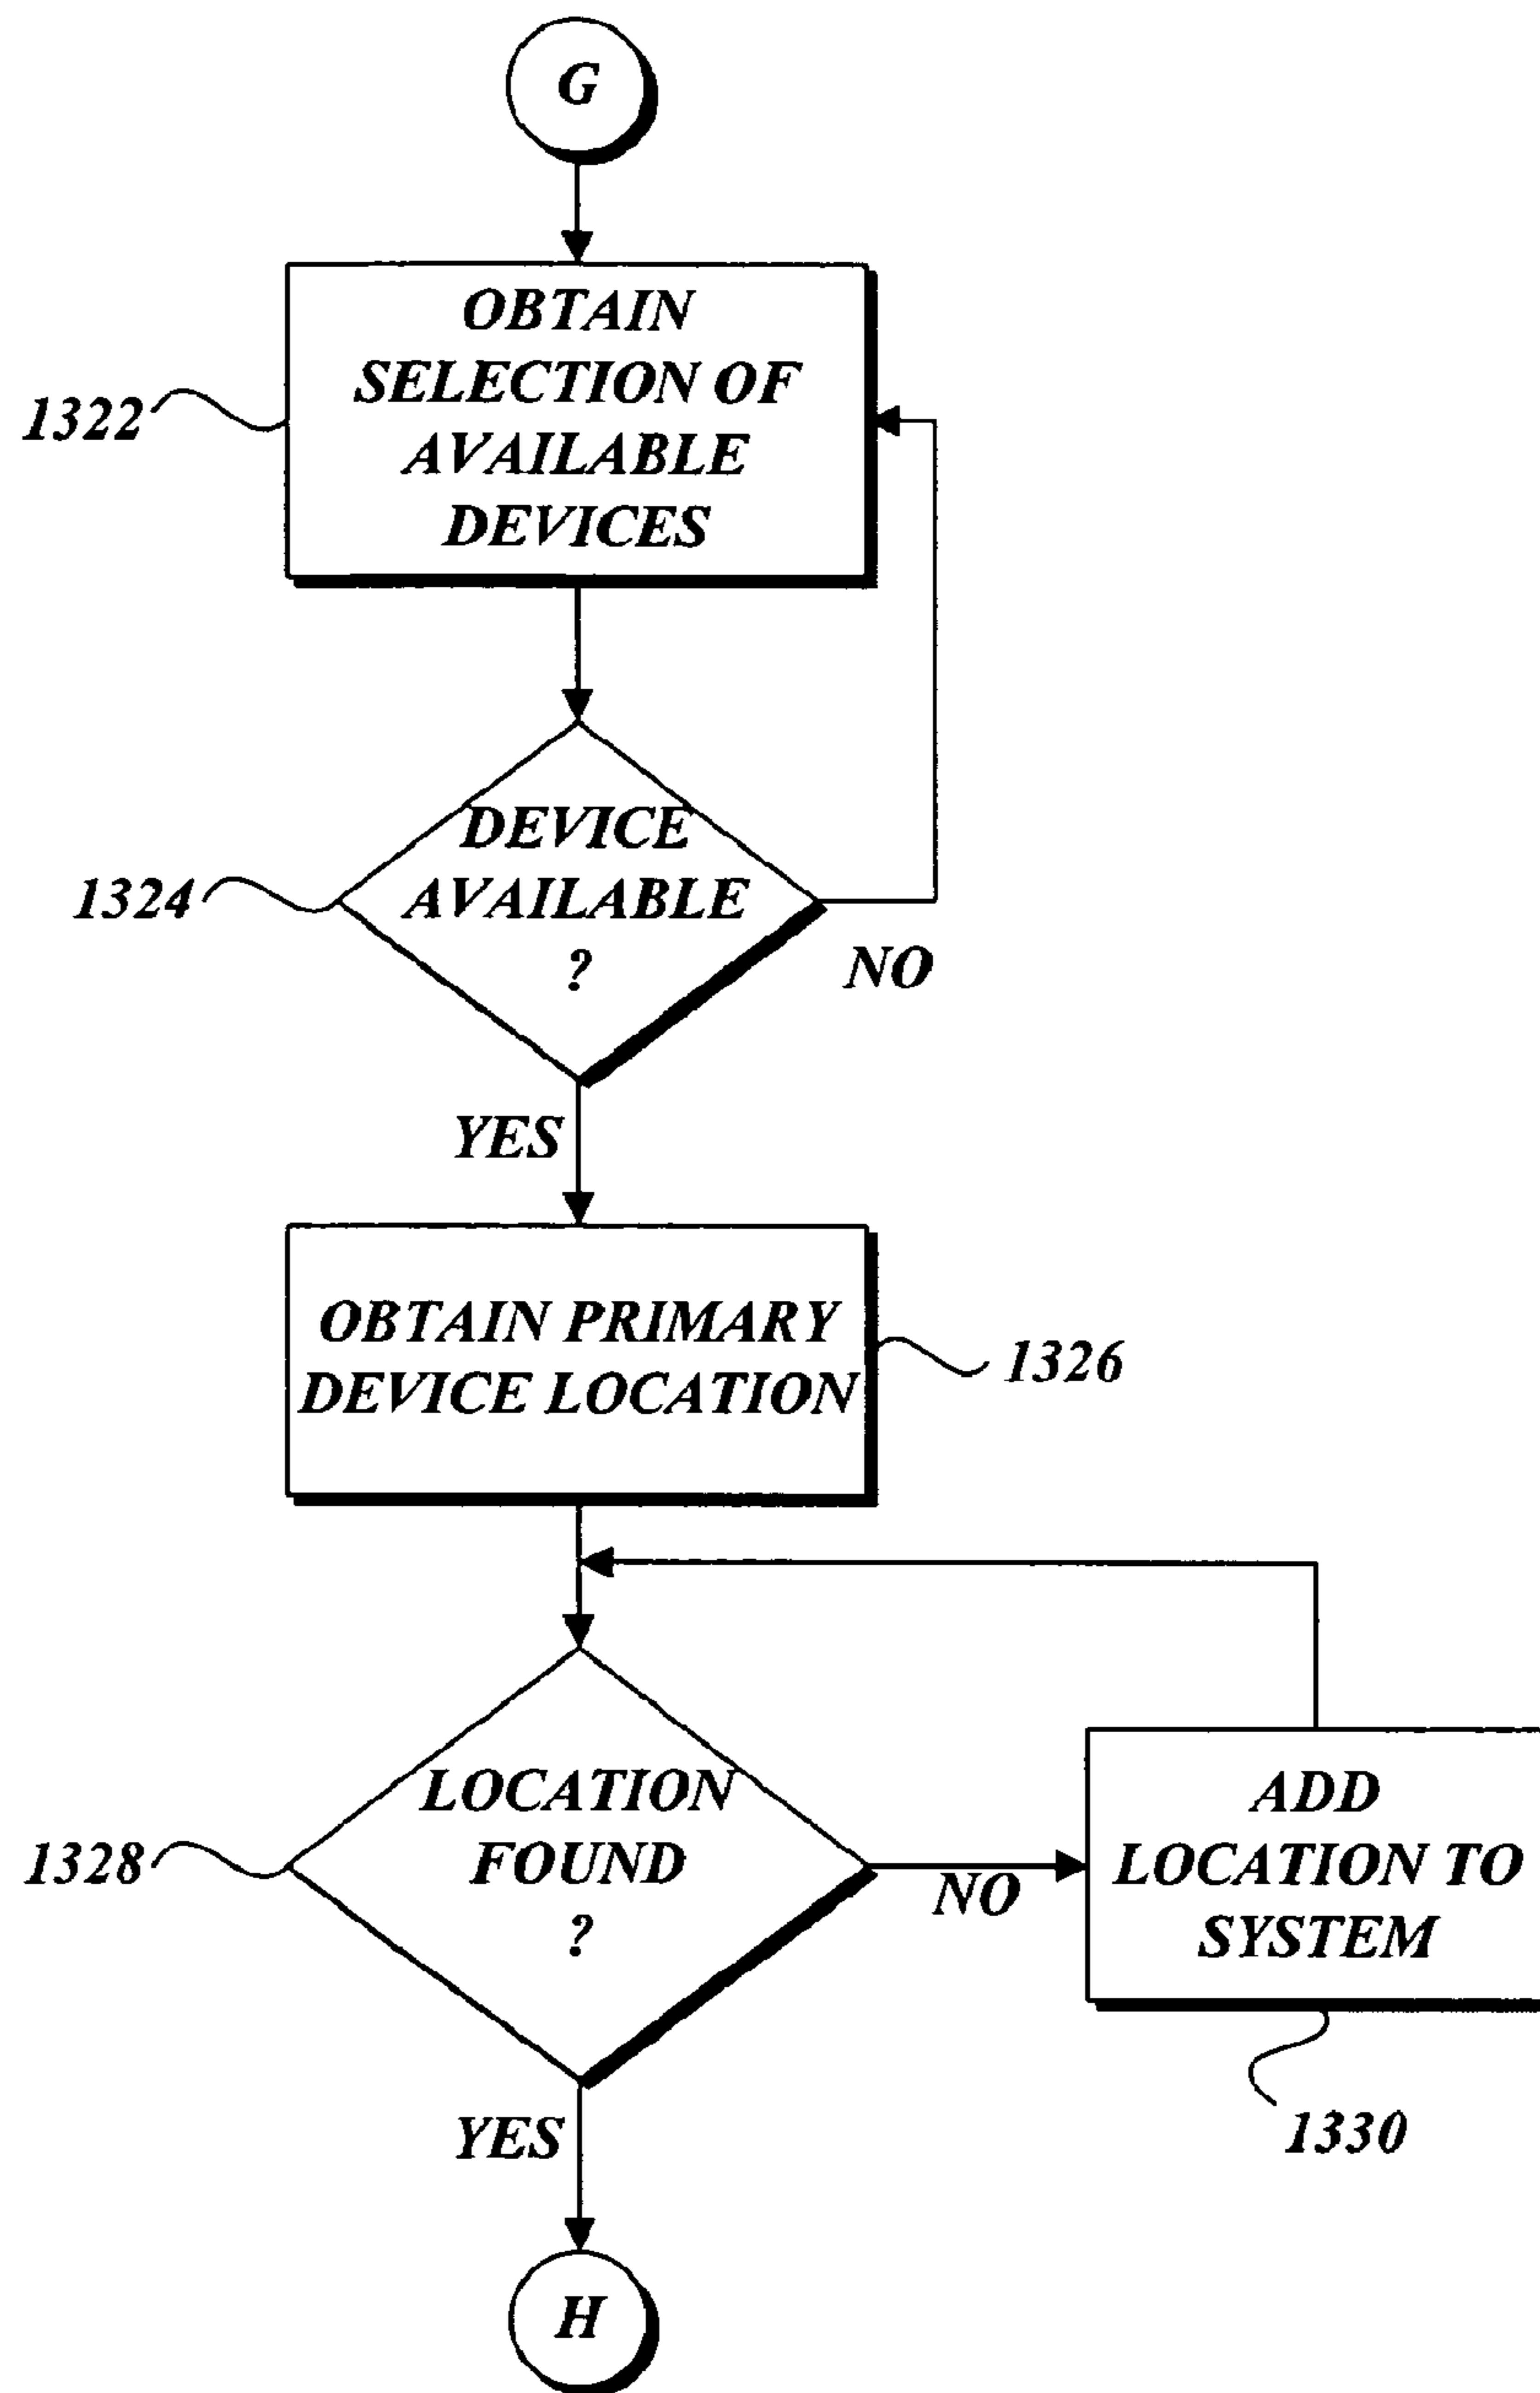 G
OBTAIN
SELECTION OF
AVAILABLE
DEVICES
1322
DEVICE
AVAILABLE
?
1324
NO
YES
OBTAIN PRIMARY
DEVICE LOCATION
1326
LOCATION
FOUND
?
1328
NO
ADD
LOCATION TO
SYSTEM
1330
YES
H